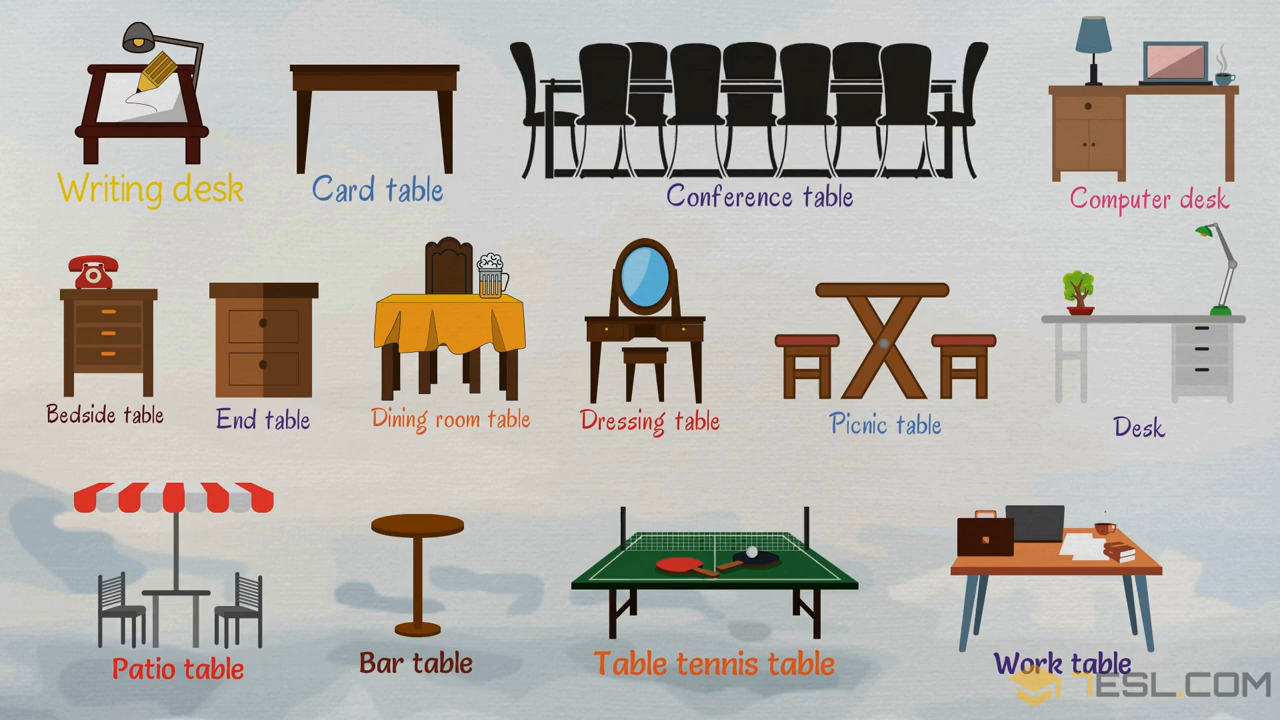 Writing desk
Card table
Conference table
Computer desk
Bedside table
End table
Dining room table
Dressing table
Picnic table
Desk
Patio table
Bar table
Table tennis table
Work table
7ESL.COM